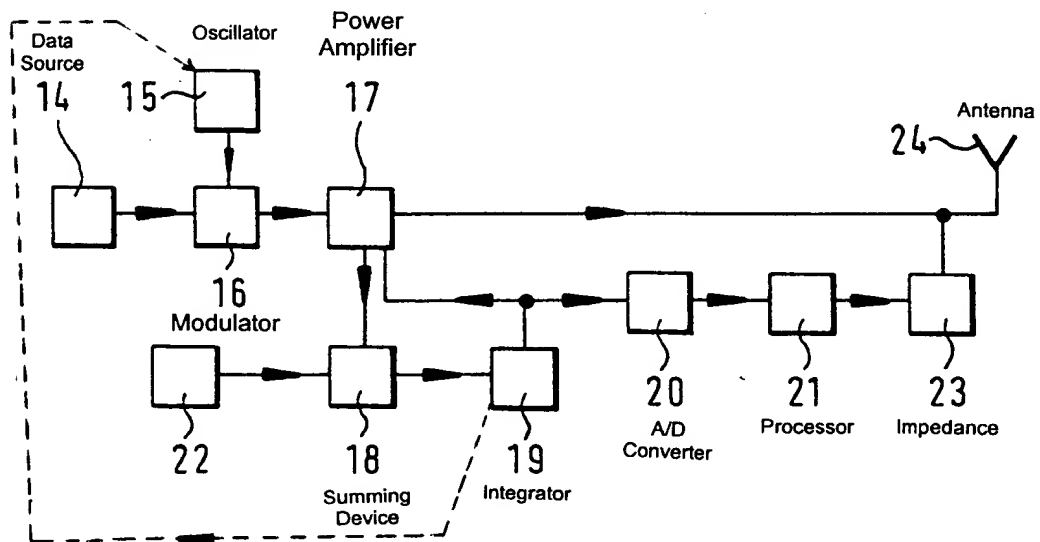 Data
Source
14
Oscillator
15
Power
Amplifier
17
Antenna
24
16
Modulator
22
18
Summing
Device
19
Integrator
20
A/D
Converter
21
Processor
23
Impedance